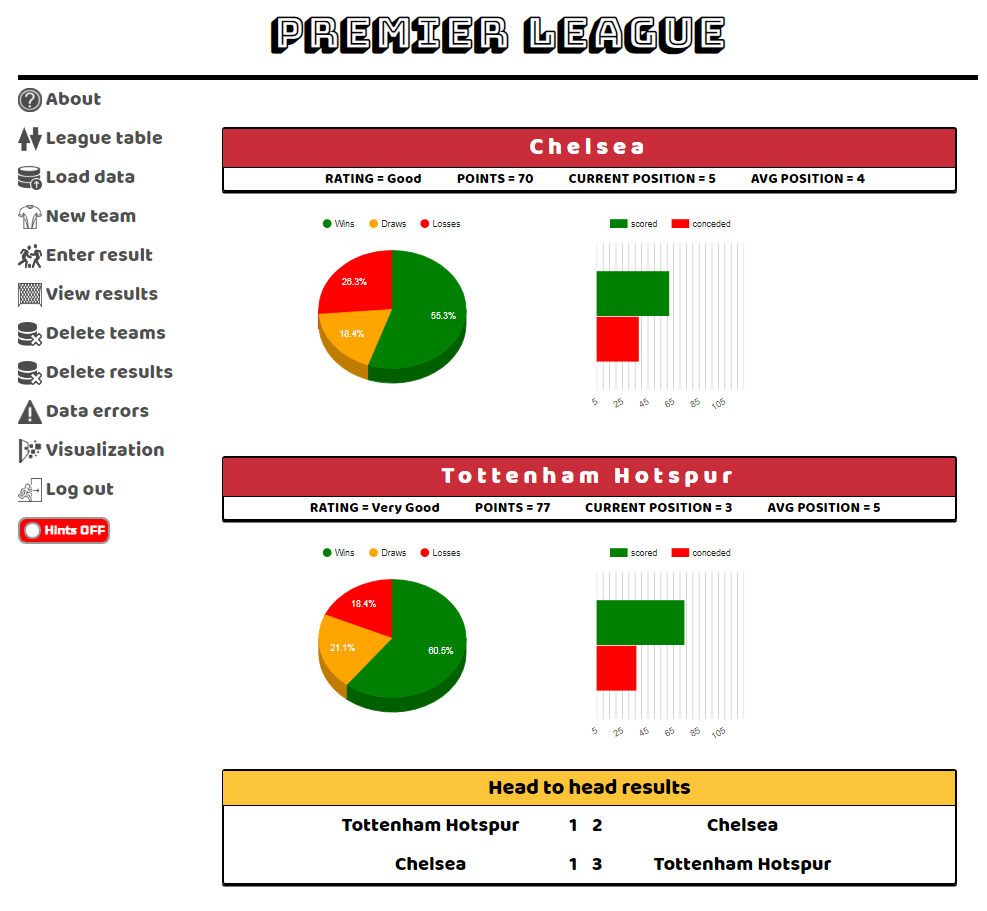 PREMIER LEAGUE
About
League table
Load data
New team
Enter result
View results
Delete teams
Delete results
Data errors
Visualization
Log out
Hints OFF
Chelsea
RATING = Good POINTS = 70 CURRENT POSITION = 5 AVG POSITION = 4
Wins Draws Losses
scored conceded
26.3%
55.3%
18.4%
5 25 45 65 85 105
Tottenham Hotspur
RATING = Very Good POINTS = 77 CURRENT POSITION = 3 AVG POSITION = 5
Wins Draws Losses
scored conceded
18.4%
21.1%
60.5%
5 25 45 65 85 105
Head to head results
Tottenham Hotspur 1 2 Chelsea
Chelsea 1 3 Tottenham Hotspur